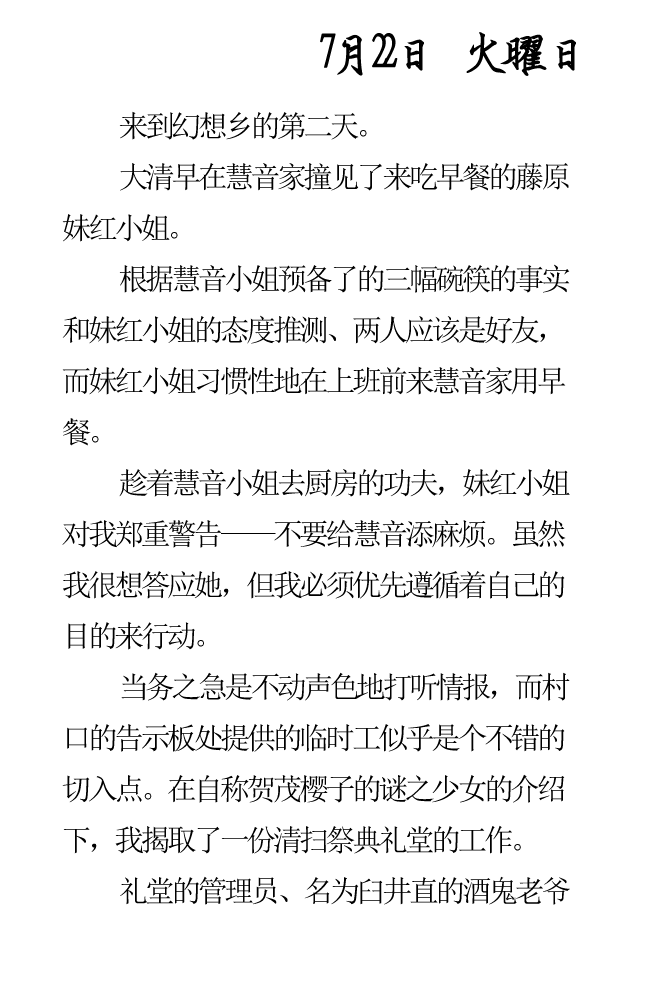 7月22日 火曜日
来到幻想乡的第二天。
大清早在慧音家撞见了来吃早餐的藤原
妹红小姐。
根据慧音小姐预备了的三幅碗筷的事实
和妹红小姐的态度推测、两人应该是好友，
而妹红小姐习惯性地在上班前来慧音家用早
餐。
趁着慧音小姐去厨房的功夫，妹红小姐
对我郑重警告——不要给慧音添麻烦。虽然
我很想答应她，但我必须优先遵循着自己的
目的来行动。
当务之急是不动声色地打听情报，而村
口的告示板处提供的临时工似乎是个不错的
切入点。在自称贺茂樱子的谜之少女的介绍
下，我揭取了一份清扫祭典礼堂的工作。
礼堂的管理员、名为臼井直的酒鬼老爷